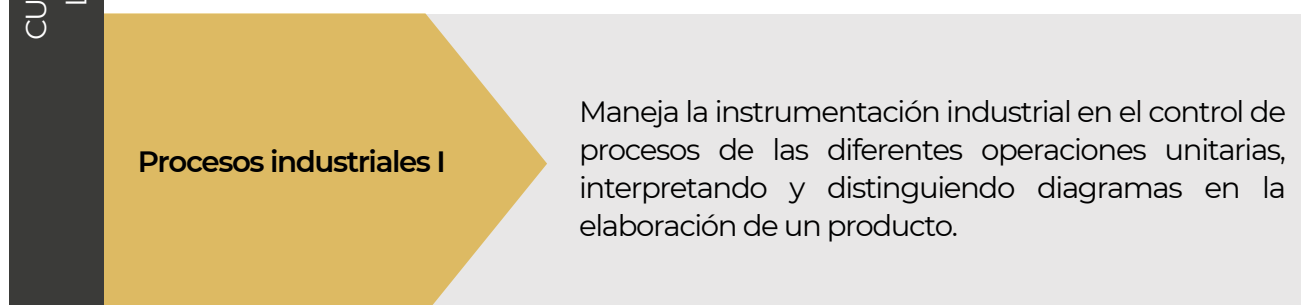 CU
Procesos industriales I
Maneja la instrumentación industrial en el control de
procesos de las diferentes operaciones unitarias,
interpretando y distinguiendo diagramas en la
elaboración de un producto.